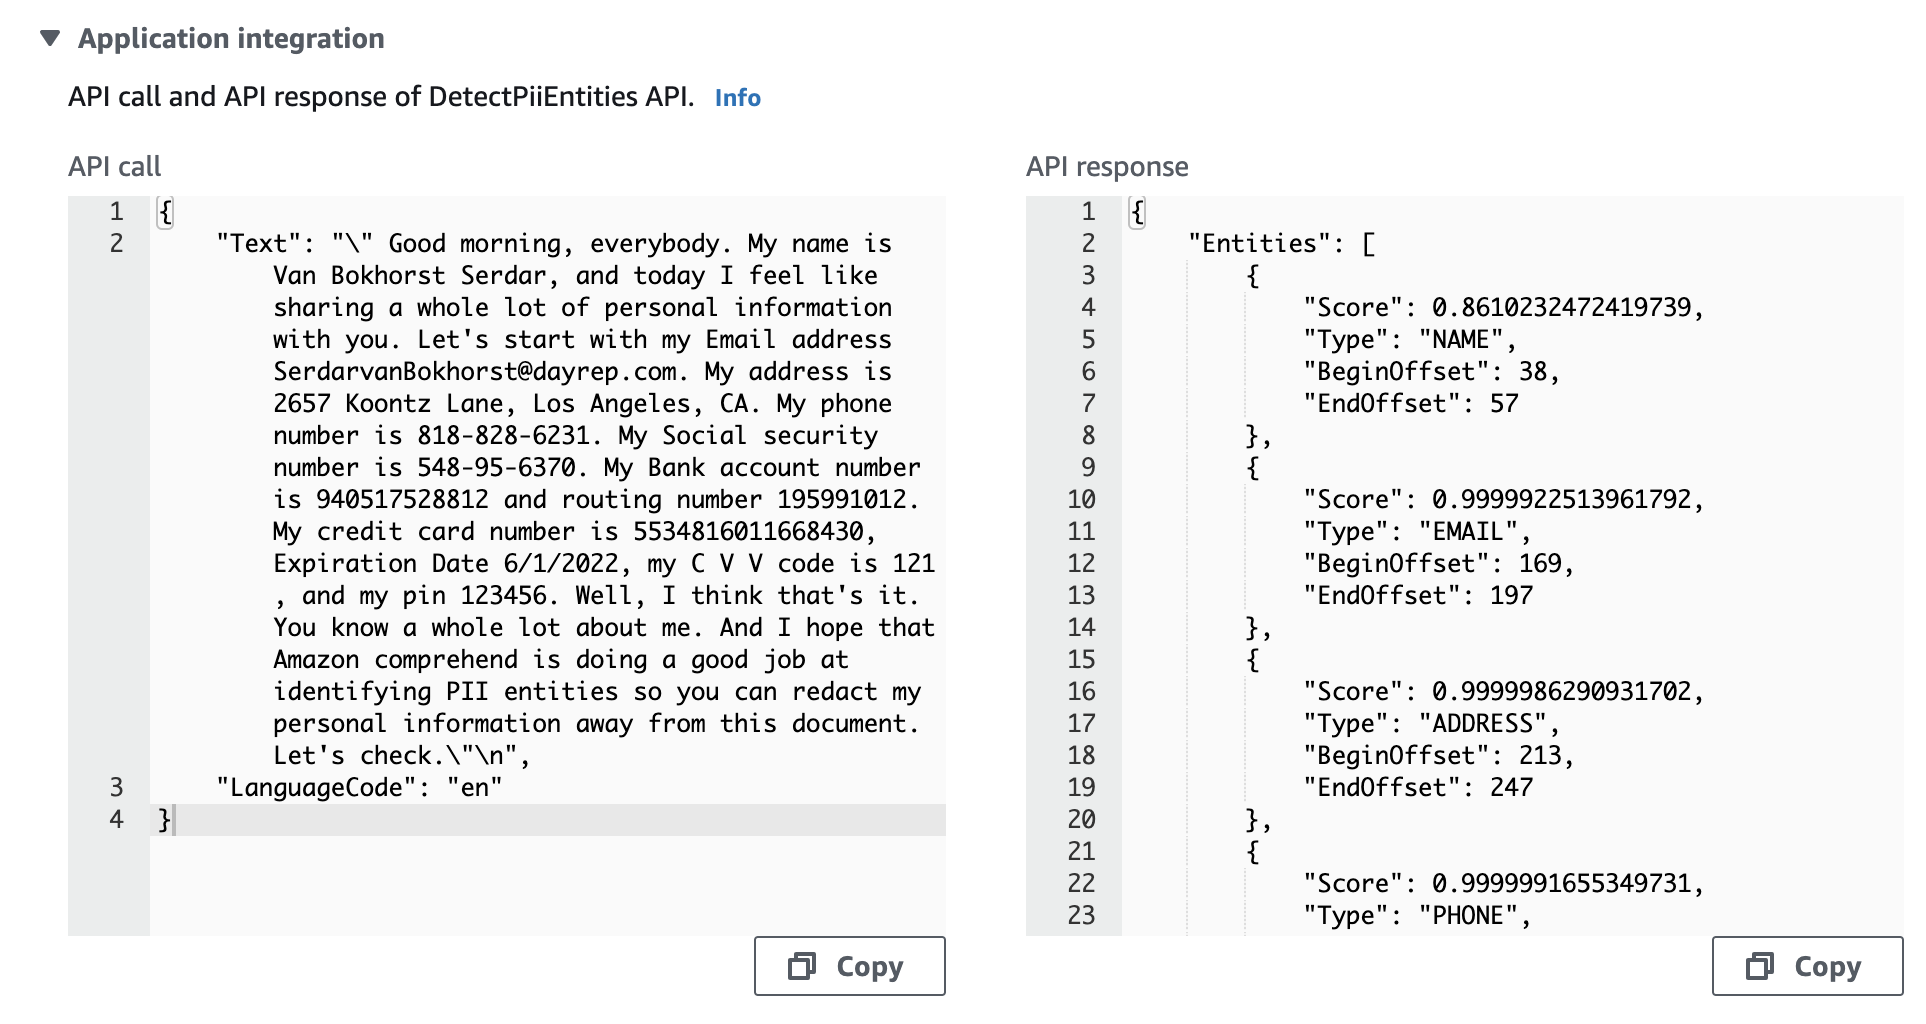 ▼ Application integration
API call and API response of DetectPiiEntities API. Info
API call
1 {
2 "Text": "\" Good morning, everybody. My name is
Van Bokhorst Serdar, and today I feel like
sharing a whole lot of personal information
with you. Let's start with my Email address
SerdarvanBokhorst@dayrep.com. My address is
2657 Koontz Lane, Los Angeles, CA. My phone
number is 818-828-6231. My Social security
number is 548-95-6370. My Bank account number
is 940517528812 and routing number 195991012.
My credit card number is 5534816011668430,
Expiration Date 6/1/2022, my C V V code is 121
, and my pin 123456. Well, I think that's it.
You know a whole lot about me. And I hope that
Amazon comprehend is doing a good job at
identifying PII entities so you can redact my
personal information away from this document.
Let's check.\"\n",
3 "LanguageCode": "en"
4 }
Copy
API response
1 {
2 "Entities": [
3 {
4 "Score": 0.8610232472419739,
5 "Type": "NAME",
6 "BeginOffset": 38,
7 "EndOffset": 57
8 },
9 {
10 "Score": 0.9999922513961792,
11 "Type": "EMAIL",
12 "BeginOffset": 169,
13 "EndOffset": 197
14 },
15 {
16 "Score": 0.9999986290931702,
17 "Type": "ADDRESS",
18 "BeginOffset": 213,
19 "EndOffset": 247
20 },
21 {
22 "Score": 0.9999991655349731,
23 "Type": "PHONE",
Copy